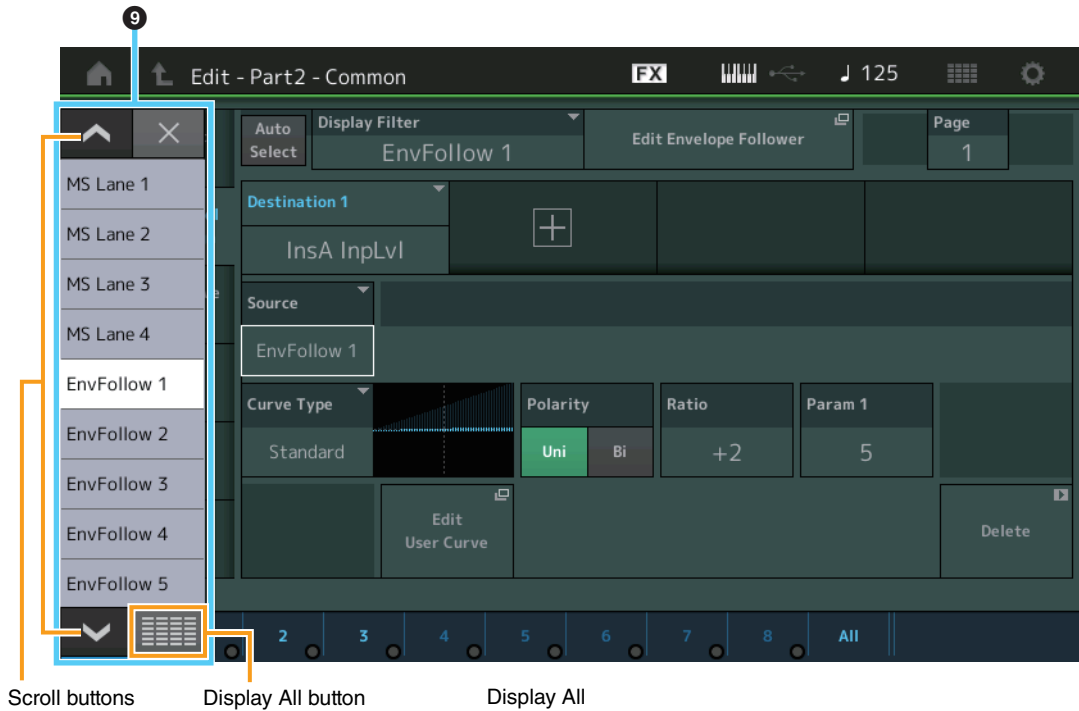 9
Edit - Part2 - Common
FX
125
Auto
Select
Display Filter
EnvFollow 1
Edit Envelope Follower
Page
1
MS Lane 1
MS Lane 2
MS Lane 3
MS Lane 4
EnvFollow 1
EnvFollow 2
EnvFollow 3
EnvFollow 4
EnvFollow 5
Destination 1
InsA InpLvl
Source
EnvFollow 1
Curve Type
Standard
Polarity
Uni
Bi
Ratio
+2
Param 1
5
Edit
User Curve
Delete
2
3
4
5
6
7
8
All
Scroll buttons
Display All button
Display All